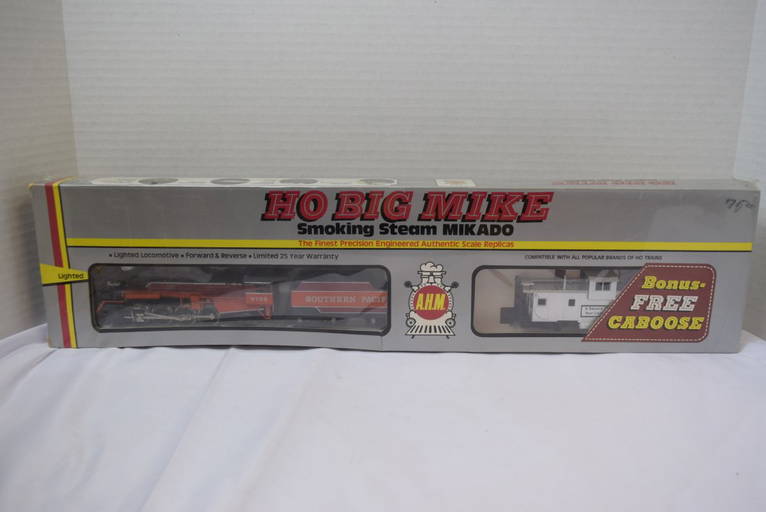 HO BIG MIKE
Smoking Steam MIKADO
The Finest Precision Engineered Authentic Scale Replicas
• Lighted Locomotive • Forward & Reverse • Limited 25 Year Warranty
COMPATIBLE WITH ALL POPULAR BRANDS OF HO TRAINS
Lighted
SOUTHERN PACIF
A.H.M.
Bonus-
FREE
CABOOSE